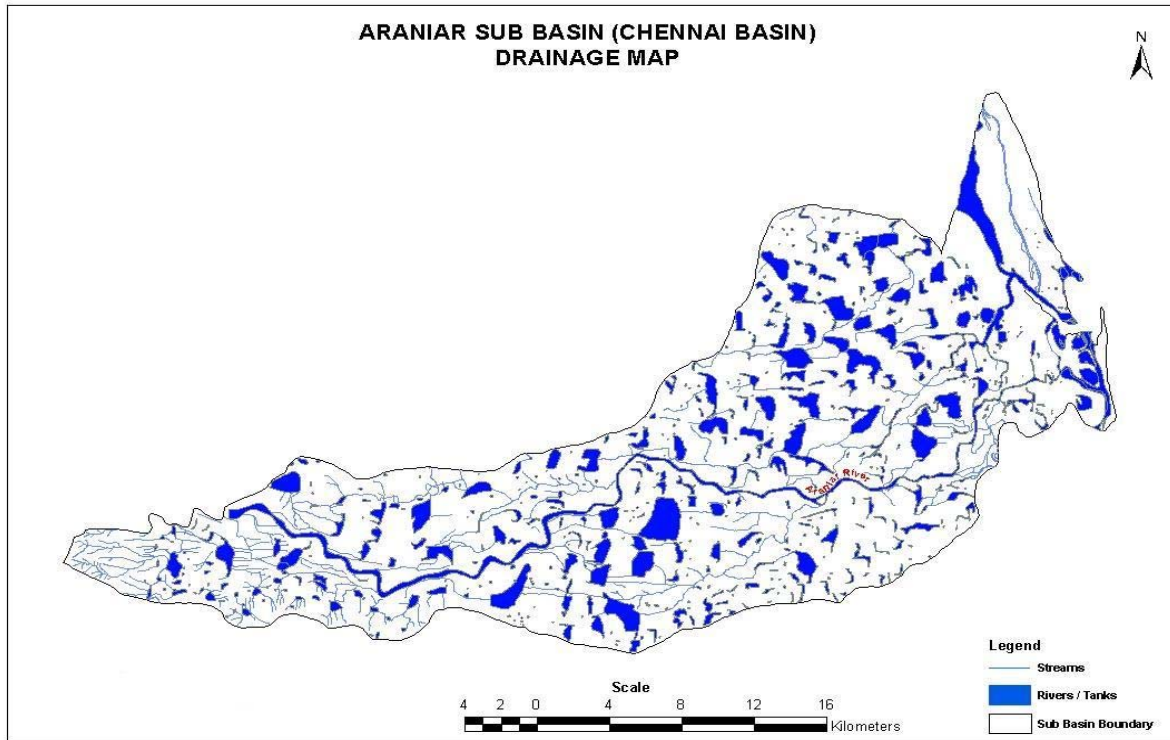 ARANIAR SUB BASIN (CHENNAI BASIN)
DRAINAGE MAP
N
Araniar River
Legend
Streams
Rivers / Tanks
Sub Basin Boundary
Scale
4 2 0 4 8 12 16
Kilometers